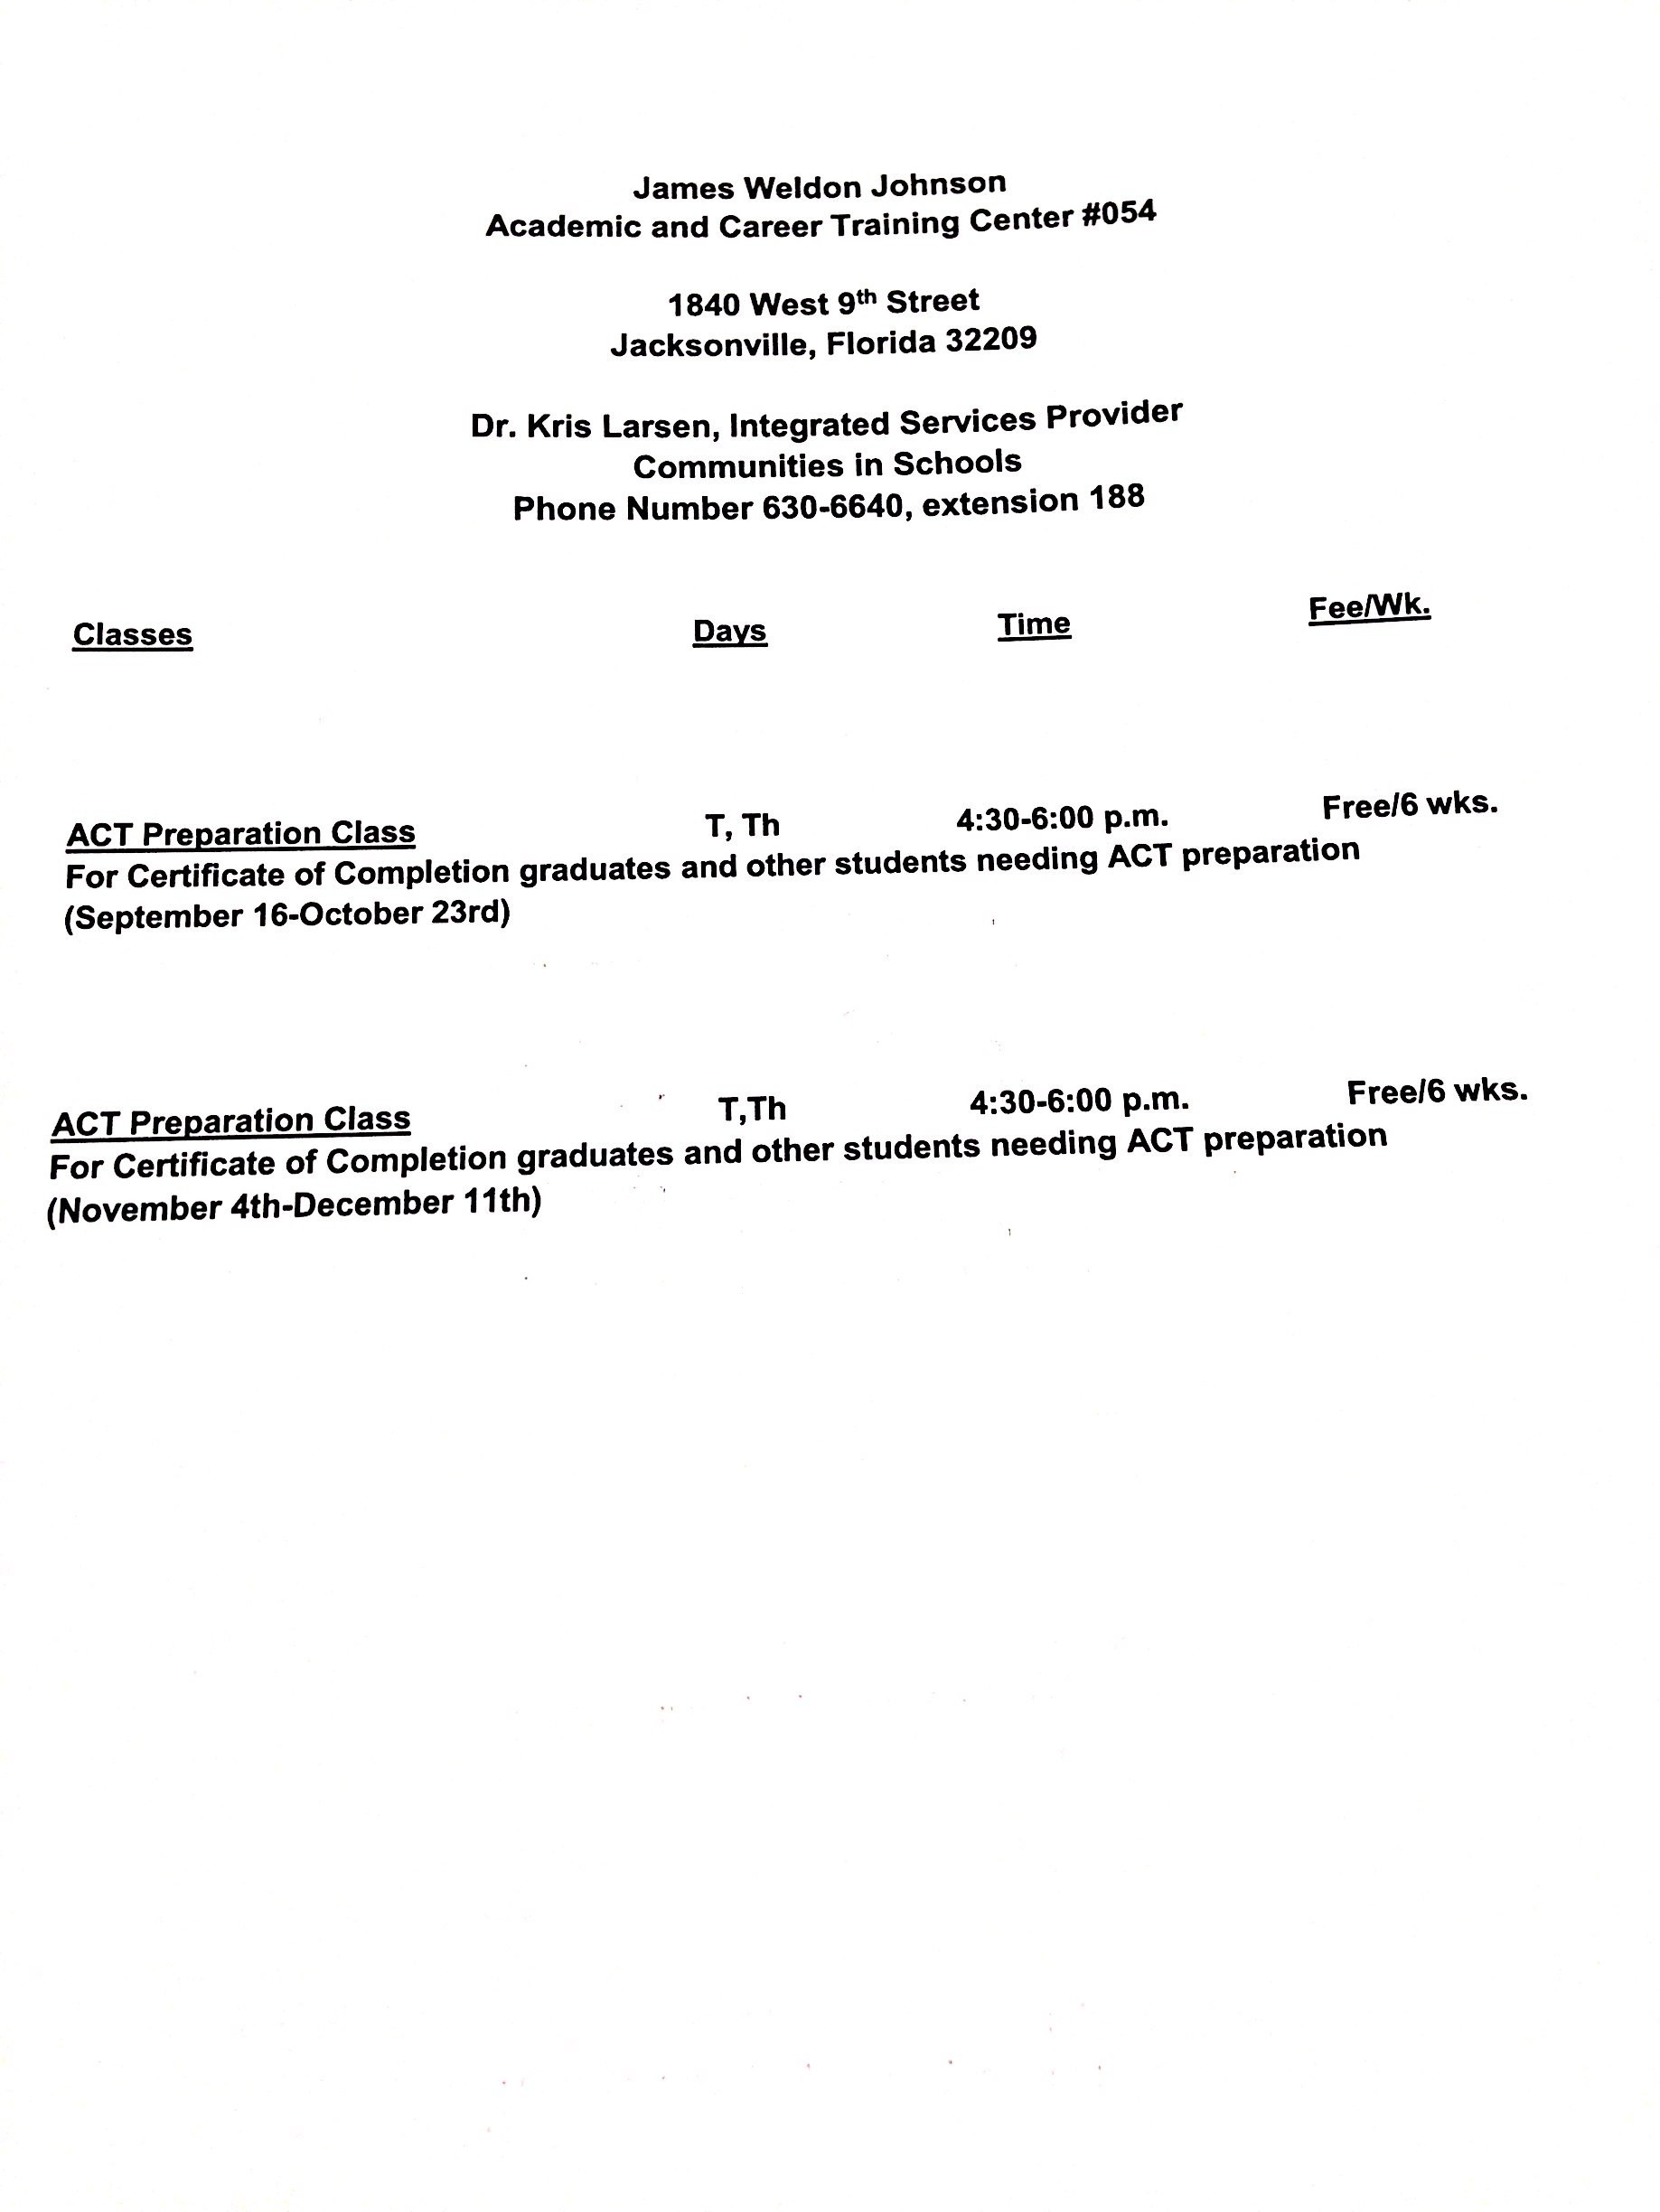 James Weldon Johnson
Academic and Career Training Center #054
1840 West 9th Street
Jacksonville, Florida 32209
Dr. Kris Larsen, Integrated Services Provider
Communities in Schools
Phone Number 630-6640, extension 188
Classes Days Time Fee/Wk.
ACT Preparation Class T, Th 4:30-6:00 p.m. Free/6 wks.
For Certificate of Completion graduates and other students needing ACT preparation
(September 16-October 23rd)
ACT Preparation Class T,Th 4:30-6:00 p.m. Free/6 wks.
For Certificate of Completion graduates and other students needing ACT preparation
(November 4th-December 11th)